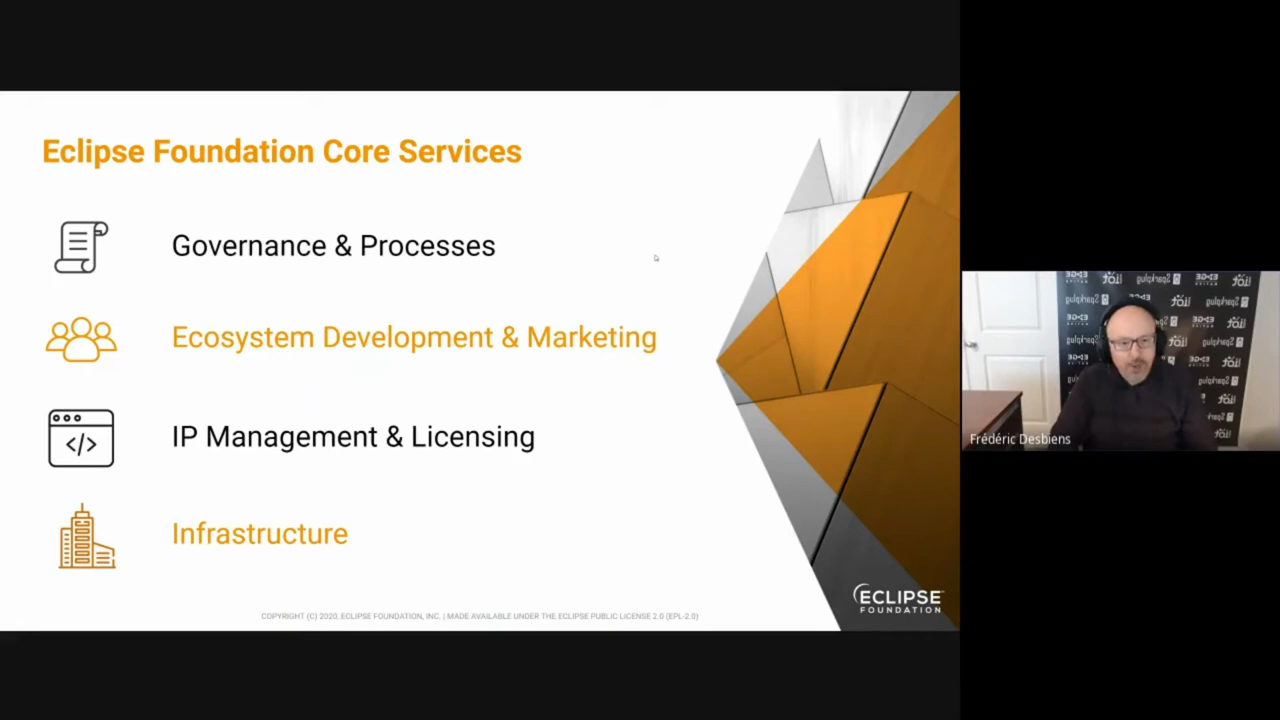 Eclipse Foundation Core Services
Governance & Processes
Ecosystem Development & Marketing
</>
IP Management & Licensing
Infrastructure
ECLIPSE
FOUNDATION
COPYRIGHT (C) 2020, ECLIPSE FOUNDATION, INC. | MADE AVAILABLE UNDER THE ECLIPSE PUBLIC LICENSE 2.0 (EPL-2.0)
Frédéric Desbiens